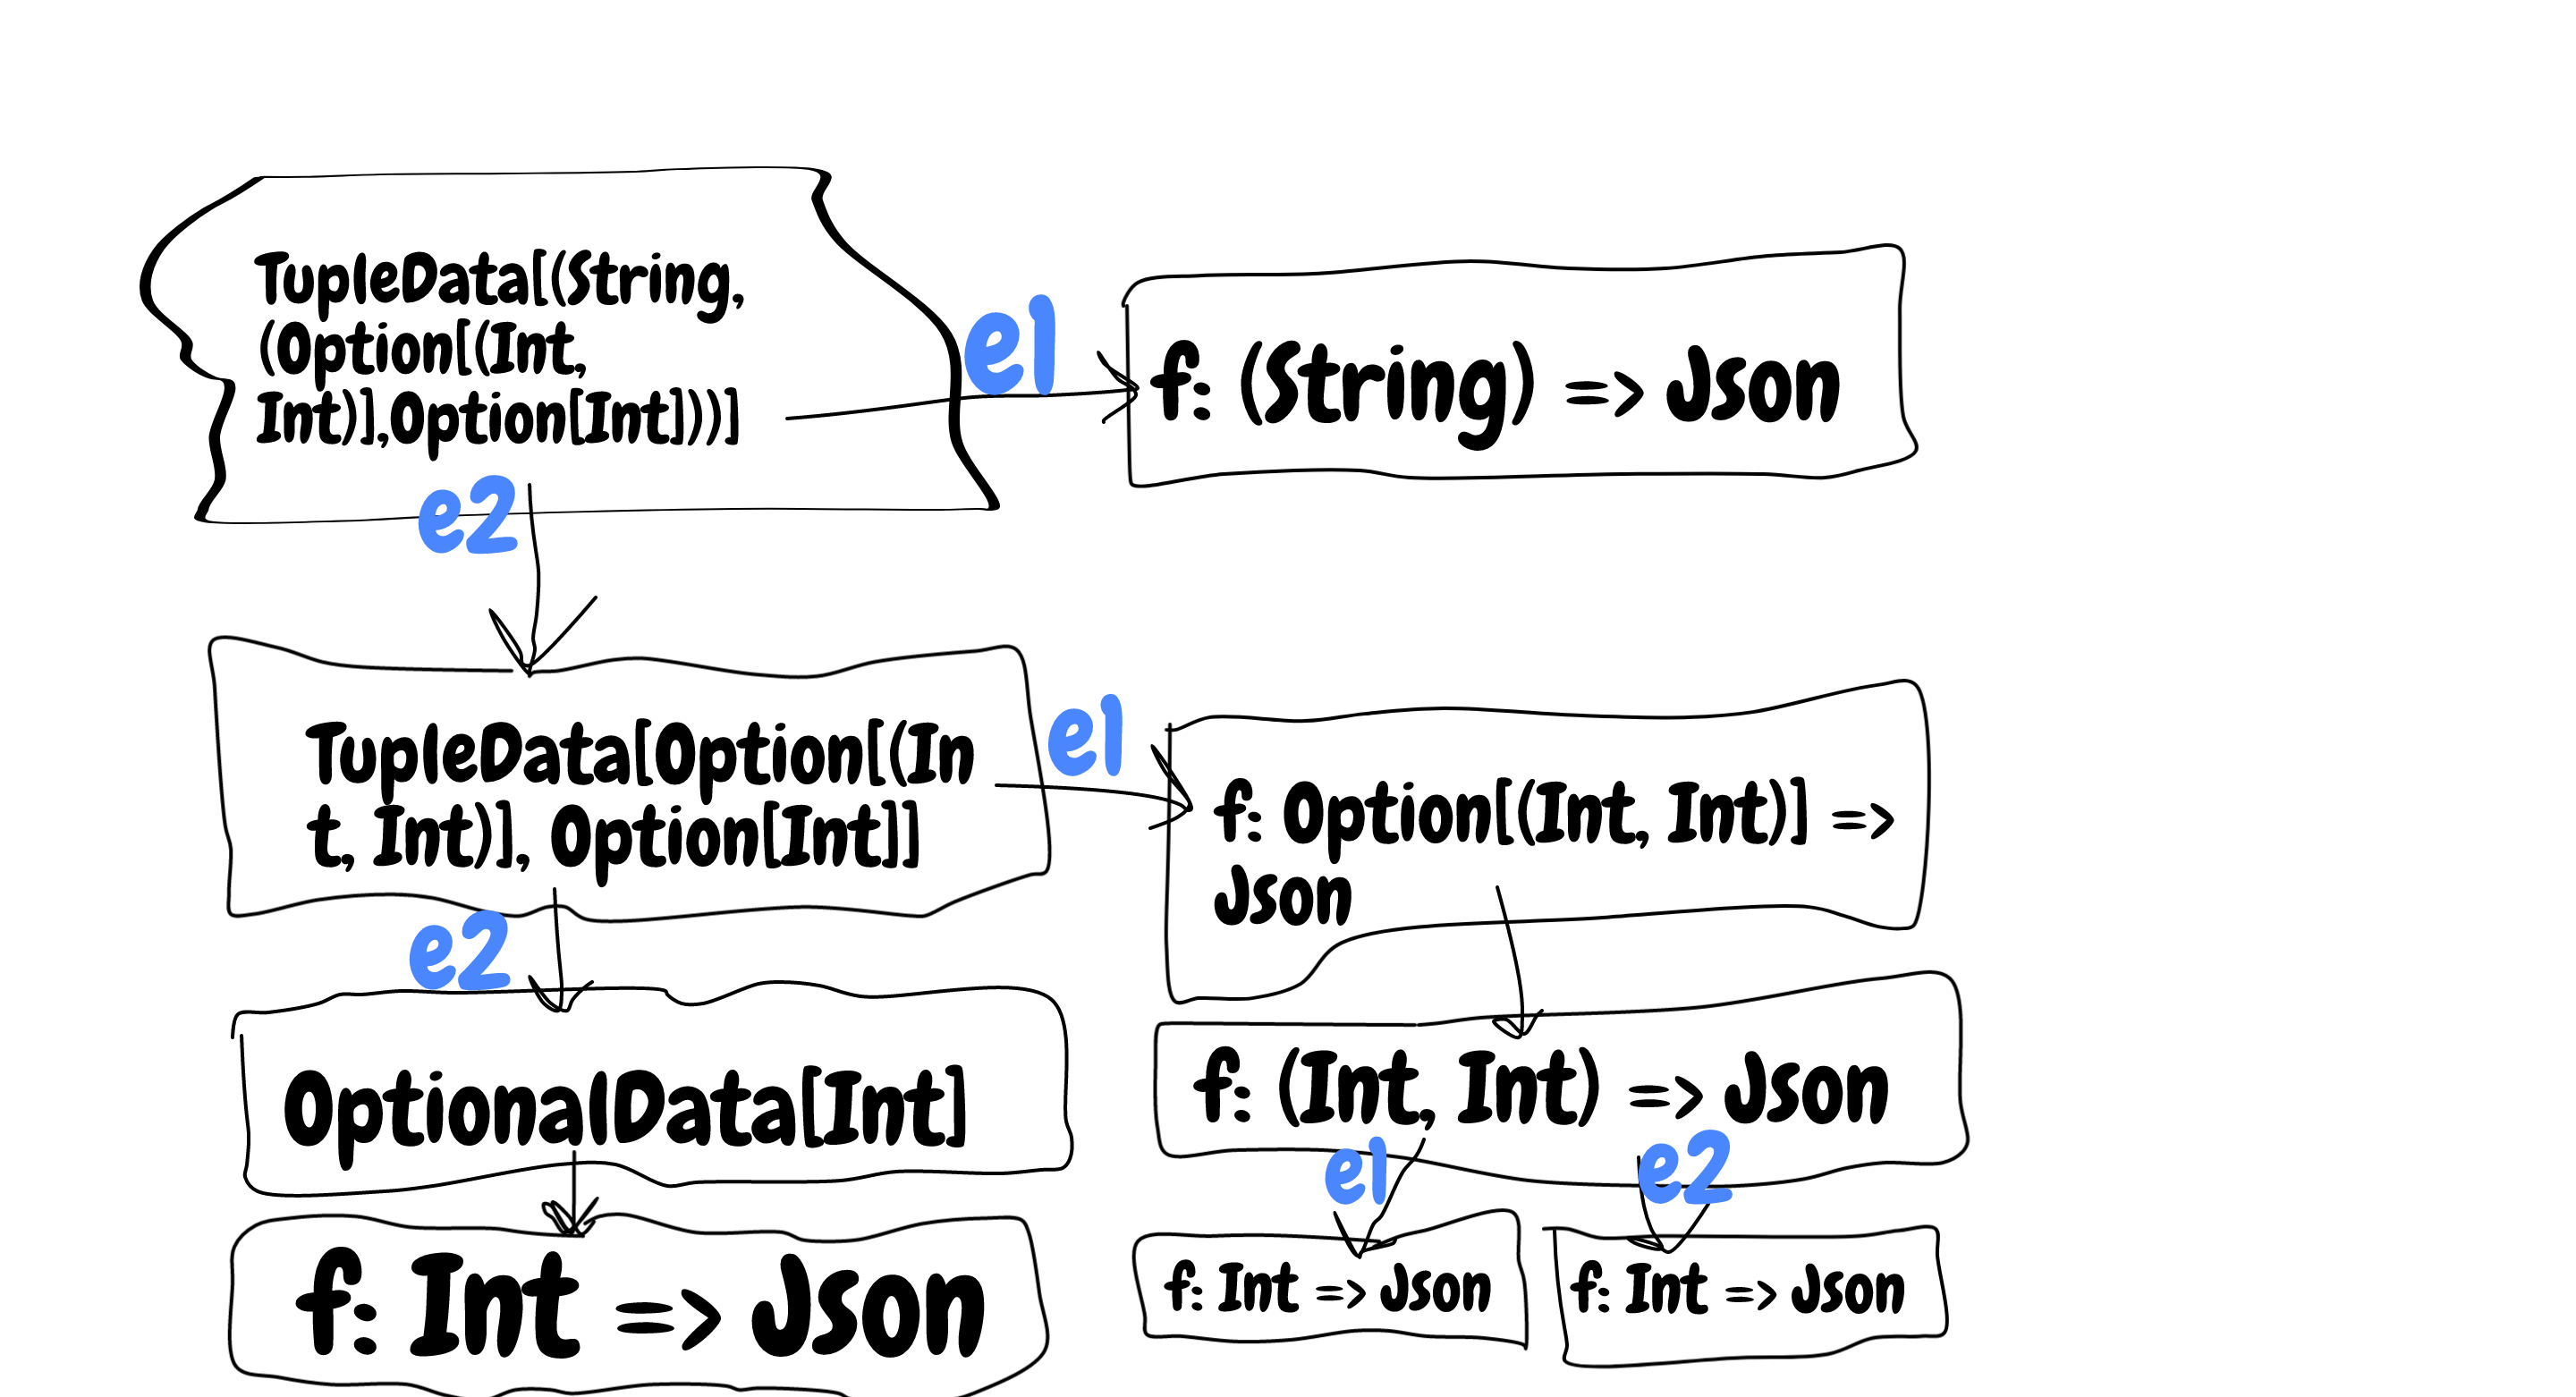 TupleData[(String,
(Option[(Int,
Int)],Option[Int]))]
e1
f: (String) => Json
e2
TupleData[Option[(In
t, Int)], Option[Int]]
e1
f: Option[(Int, Int)] =>
Json
e2
OptionalData[Int]
f: (Int, Int) => Json
e1
e2
f: Int => Json
f: Int => Json
f: Int => Json